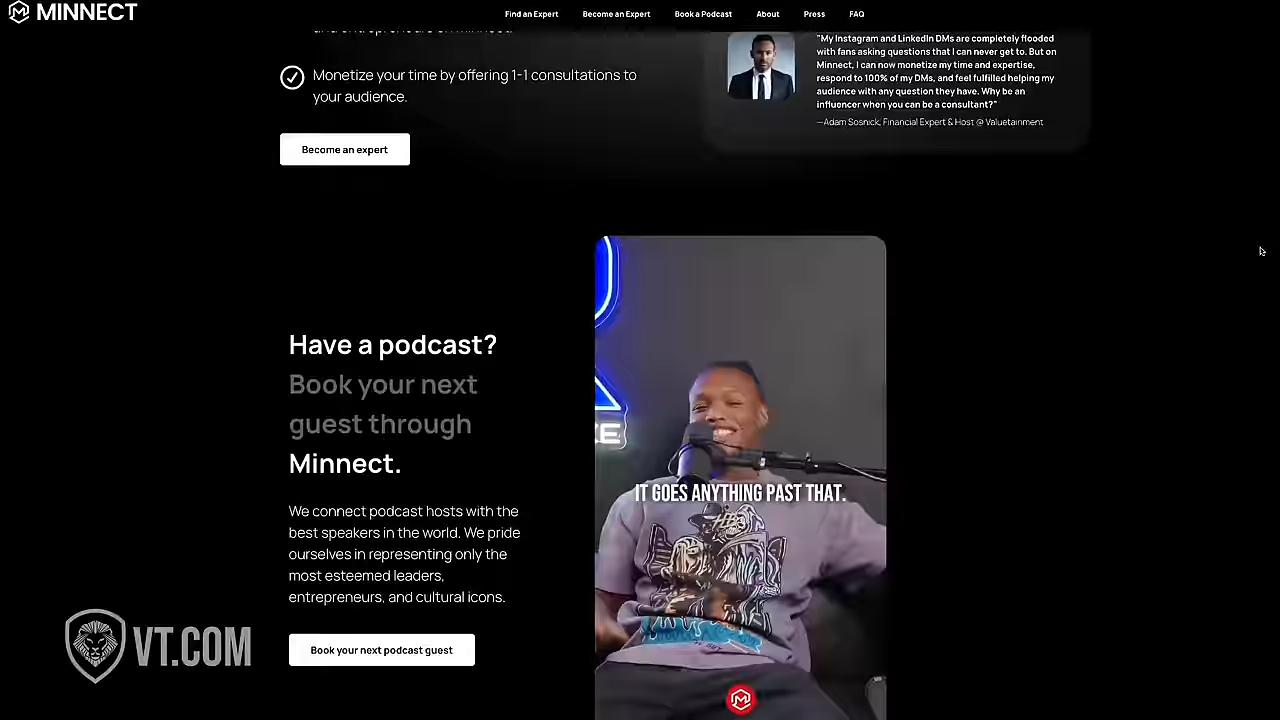 MINNECT
Find an Expert
Become an Expert
Book a Podcast
About
Press
FAQ
Monetize your time by offering 1-1 consultations to
your audience.
Become an expert
"My Instagram and LinkedIn DMs are completely flooded
with fans asking questions that I can never get to. But on
Minnect, I can now monetize my time and expertise,
respond to 100% of my DMs, and feel fulfilled helping my
audience with any question they have. Why be an
influencer when you can be a consultant?"
—Adam Sosnick, Financial Expert & Host @ Valuetainment
Have a podcast?
Book your next
guest through
Minnect.
We connect podcast hosts with the
best speakers in the world. We pride
ourselves in representing only the
most esteemed leaders,
entrepreneurs, and cultural icons.
Book your next podcast guest
IT GOES ANYTHING PAST THAT.
VT.COM